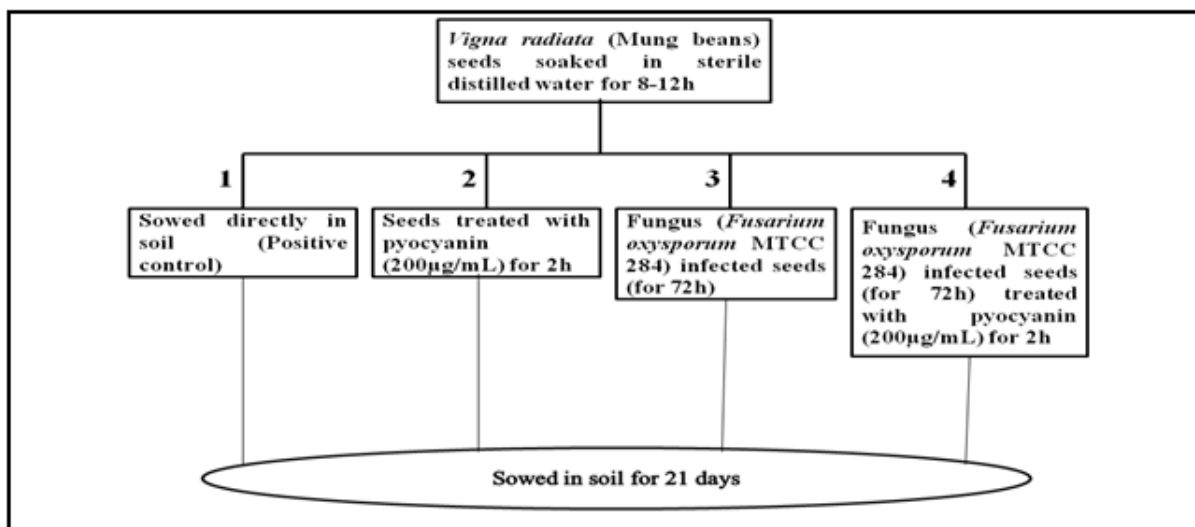 Vigna radiata (Mung beans)
seeds soaked in sterile
distilled water for 8-12h
1
2
3
4
Sowed directly in
soil (Positive
control)
Seeds treated with
pyocyanin
(200µg/mL) for 2h
Fungus (Fusarium
oxysporum MTCC
284) infected seeds
(for 72h)
Fungus (Fusarium
oxysporum MTCC
284) infected seeds
(for 72h) treated
with pyocyanin
(200µg/mL) for 2h
Sowed in soil for 21 days